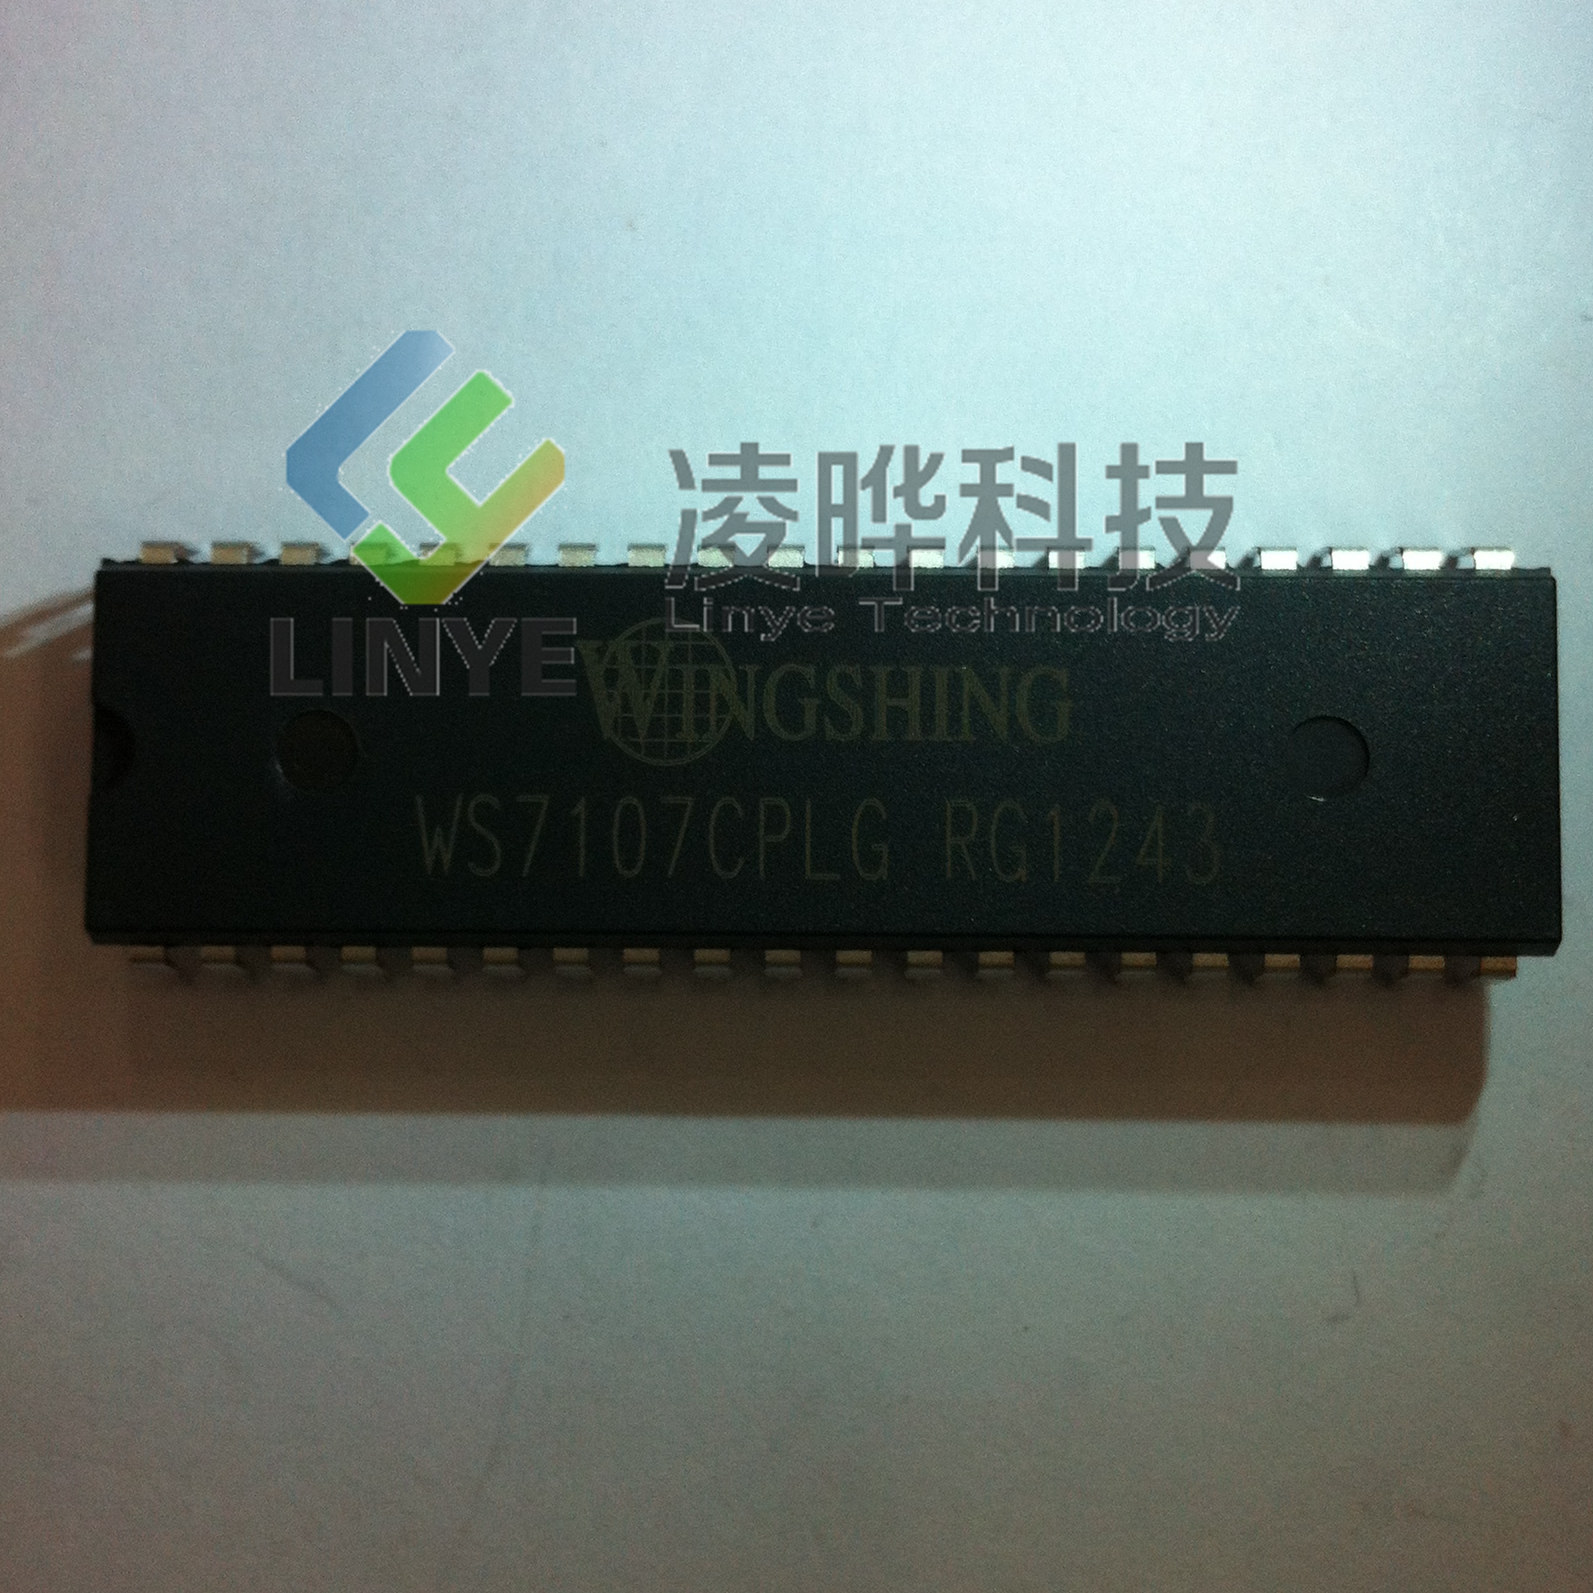 凌晔科技
Linye Technology
LINYE
WINGSHING
WS7107CPLG RG1243